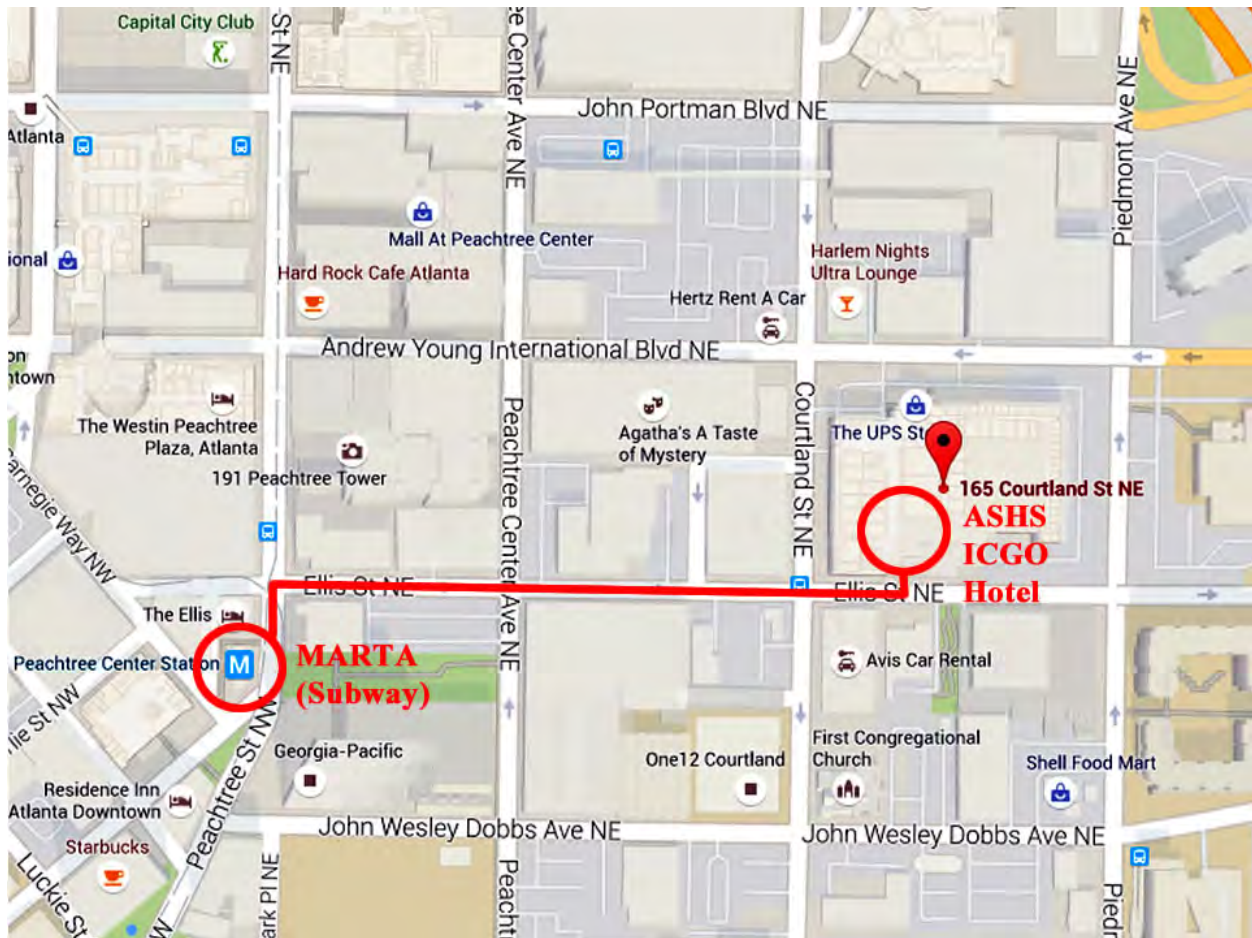 Capital City Club
St NE
Center Ave NE
Piedmont Ave NE
John Portman Blvd NE
Atlanta
Mall At Peachtree Center
ional
Hard Rock Cafe Atlanta
Harlem Nights
Ultra Lounge
Hertz Rent A Car
Andrew Young International Blvd NE
on
ntown
The Westin Peachtree
Plaza, Atlanta
191 Peachtree Tower
Peachtree Center Ave NE
Agatha's A Taste
of Mystery
Courtland St NE
The UPS St
165 Courtland St NE
ASHS
ICGO
Hotel
Carnegie Way NW
Ellis St NE
Ellis St NE
The Ellis
Peachtree Center Station
M
MARTA
(Subway)
Avis Car Rental
Peachtree St NW
Georgia-Pacific
One12 Courtland
First Congregational
Church
Shell Food Mart
Residence Inn
Atlanta Downtown
John Wesley Dobbs Ave NE
John Wesley Dobbs Ave NE
Starbucks
Luckie St
Park Pl NE
Peacht
Piedm